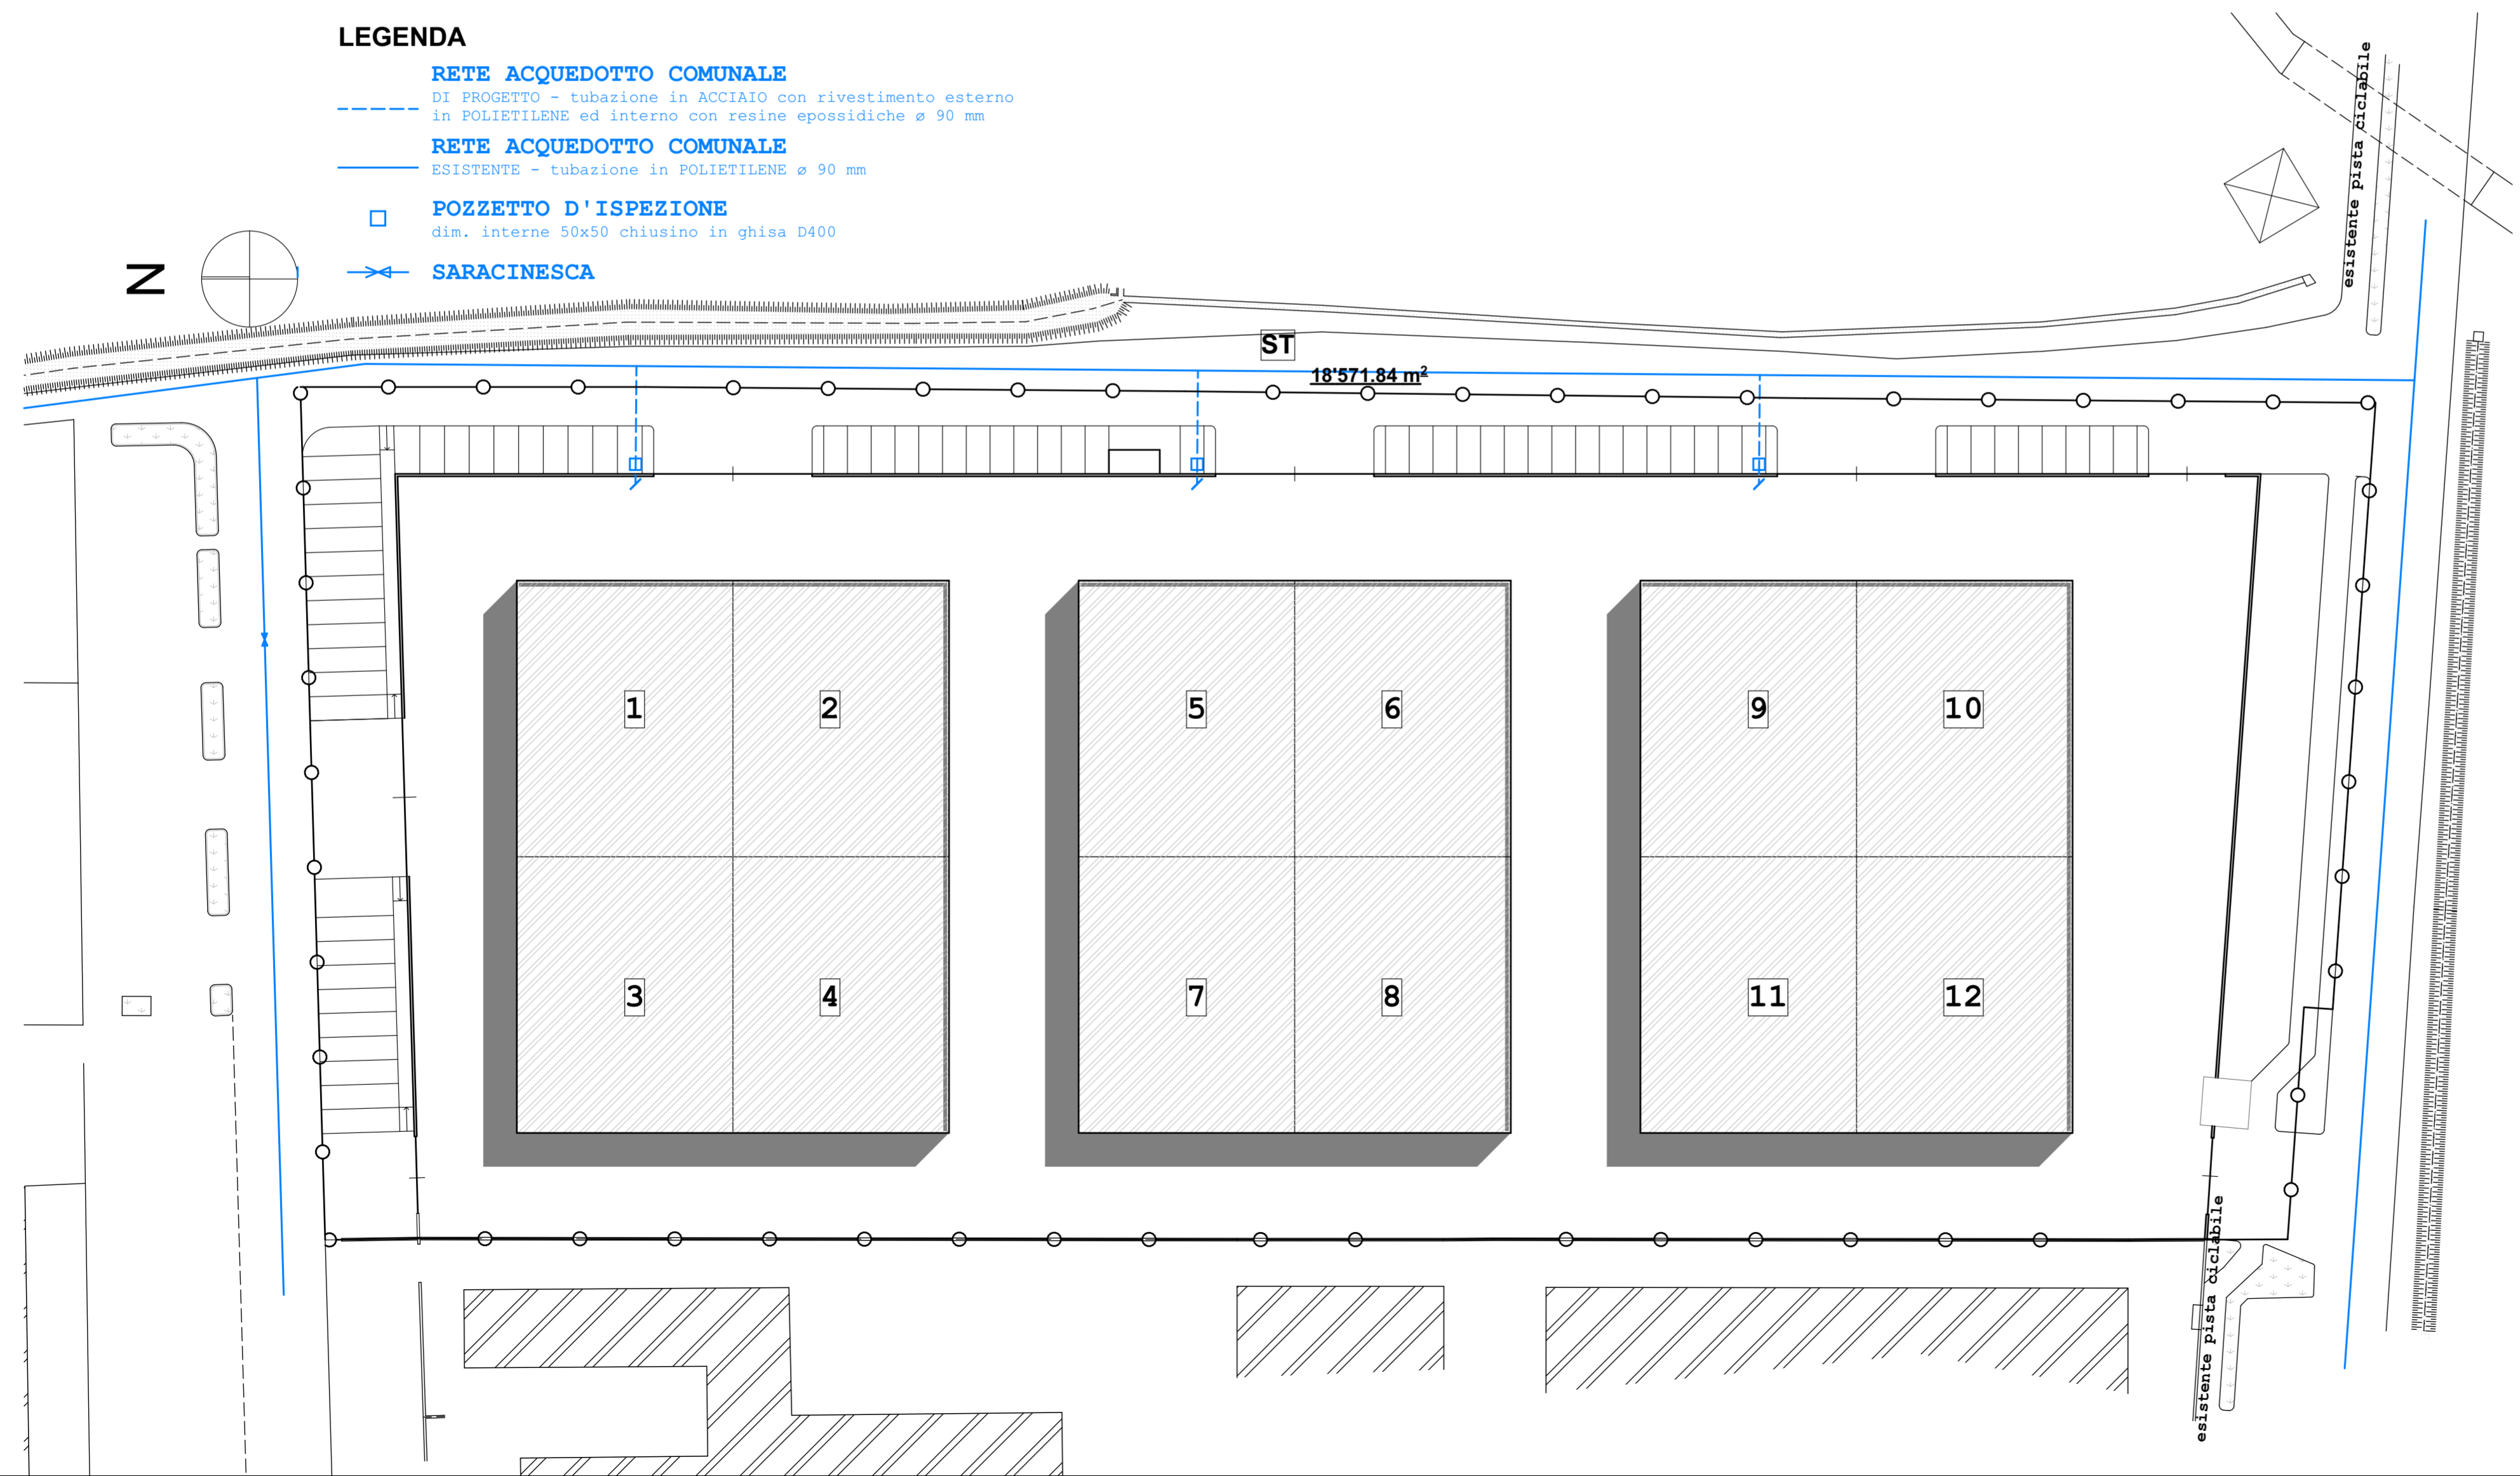 LEGENDA
RETE ACQUEDOTTO COMUNALE
DI PROGETTO - tubazione in ACCIAIO con rivestimento esterno
in POLIETILENE ed interno con resine epossidiche ⌀ 90 mm
RETE ACQUEDOTTO COMUNALE
ESISTENTE - tubazione in POLIETILENE ⌀ 90 mm
POZZETTO D'ISPEZIONE
dim. interne 50x50 chiusino in ghisa D400
SARACINESCA
N
esistente pista ciclabile
ST
18'571.84 m²
1
2
5
6
9
10
3
4
7
8
11
12
esistente pista ciclabile